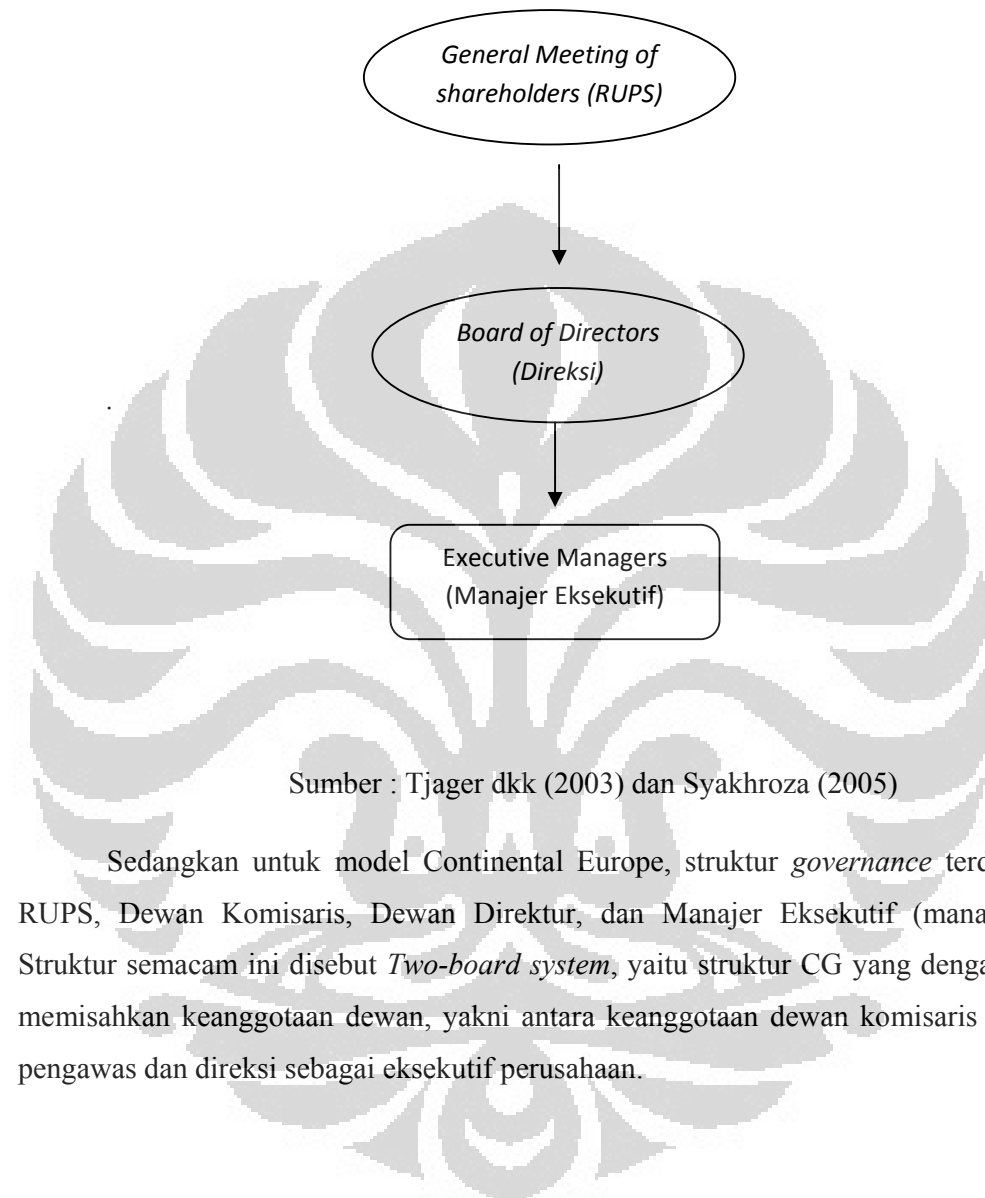 General Meeting of
shareholders (RUPS)
Board of Directors
(Direksi)
.
Executive Managers
(Manajer Eksekutif)
Sumber : Tjager dkk (2003) dan Syakhroza (2005)
Sedangkan untuk model Continental Europe, struktur governance
RUPS, Dewan Komisaris, Dewan Direktur, dan Manajer Eksekutif
Struktur semacam ini disebut Two-board system, yaitu struktur CG yang
memisahkan keanggotaan dewan, yakni antara keanggotaan dewan komisaris
pengawas dan direksi sebagai eksekutif perusahaan.